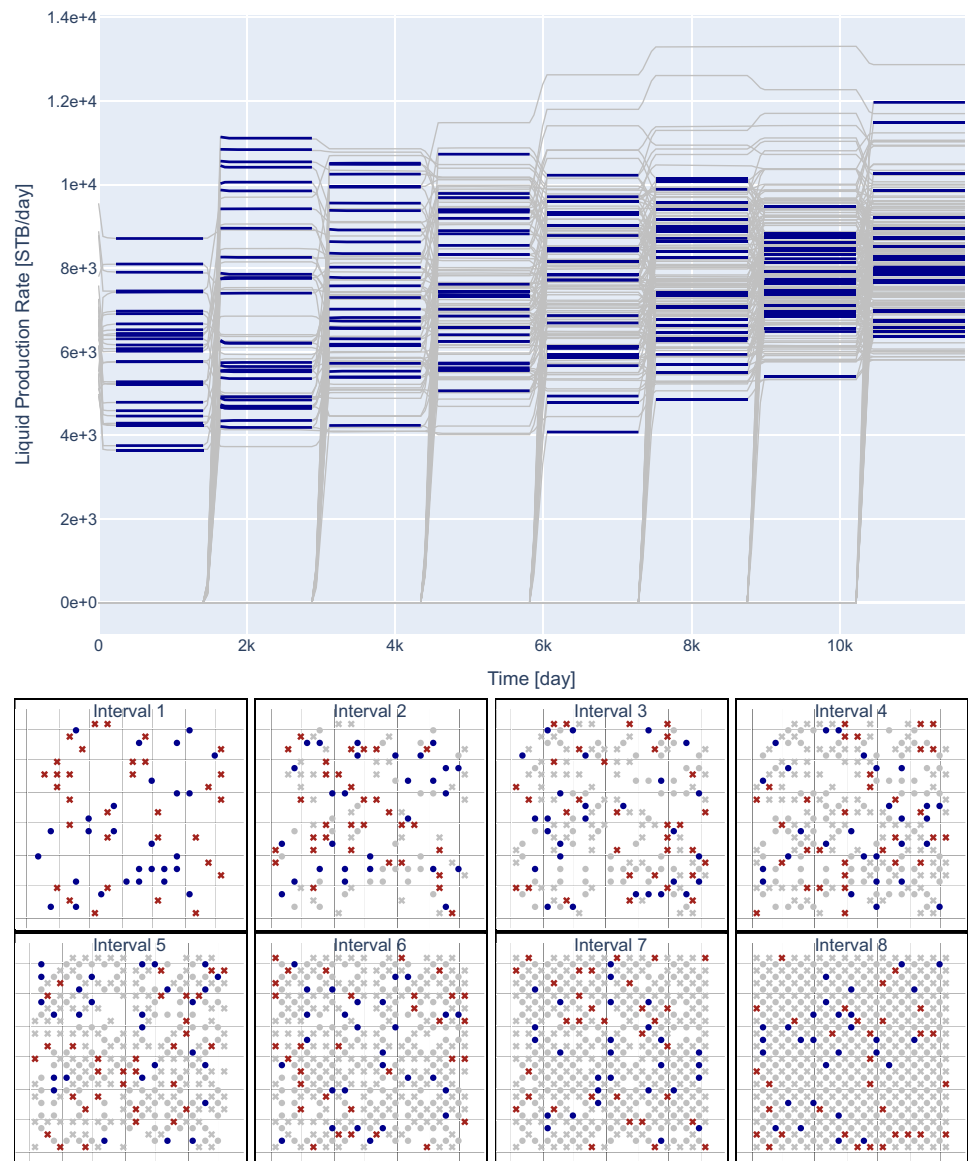 1.4e+4
1.2e+4
1e+4
8e+3
6e+3
4e+3
2e+3
0e+0
Liquid Production Rate [STB/day]
0 2k 4k 6k 8k 10k
Time [day]
Interval 1 Interval 2 Interval 3 Interval 4
Interval 5 Interval 6 Interval 7 Interval 8